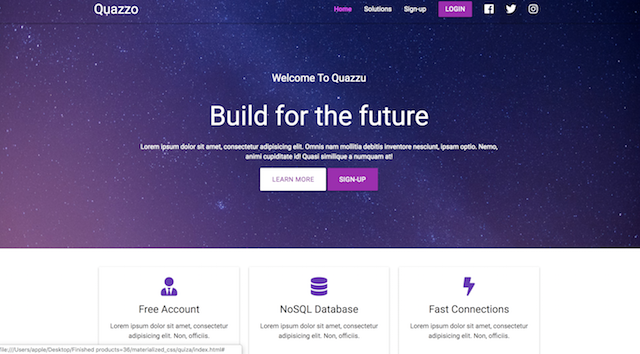 Quazzo
Home Solutions Sign-up LOGIN
Welcome To Quazzu
Build for the future
Lorem ipsum dolor sit amet, consectetur adipisicing elit. Omnis nam mollitia debitis inventore nesciunt, ipsam optio. Nemo,
animi cupiditate id! Quasi similique a numquam at!
LEARN MORE SIGN-UP
Free Account
Lorem ipsum dolor sit amet, consectetur
adipisicing elit. Non, officiis.
NoSQL Database
Lorem ipsum dolor sit amet, consectetur
adipisicing elit. Non, officiis.
Fast Connections
Lorem ipsum dolor sit amet, consectetur
adipisicing elit. Non, officiis.
file:///Users/apple/Desktop/Finished products=36/materialized_css/quiza/index.html#